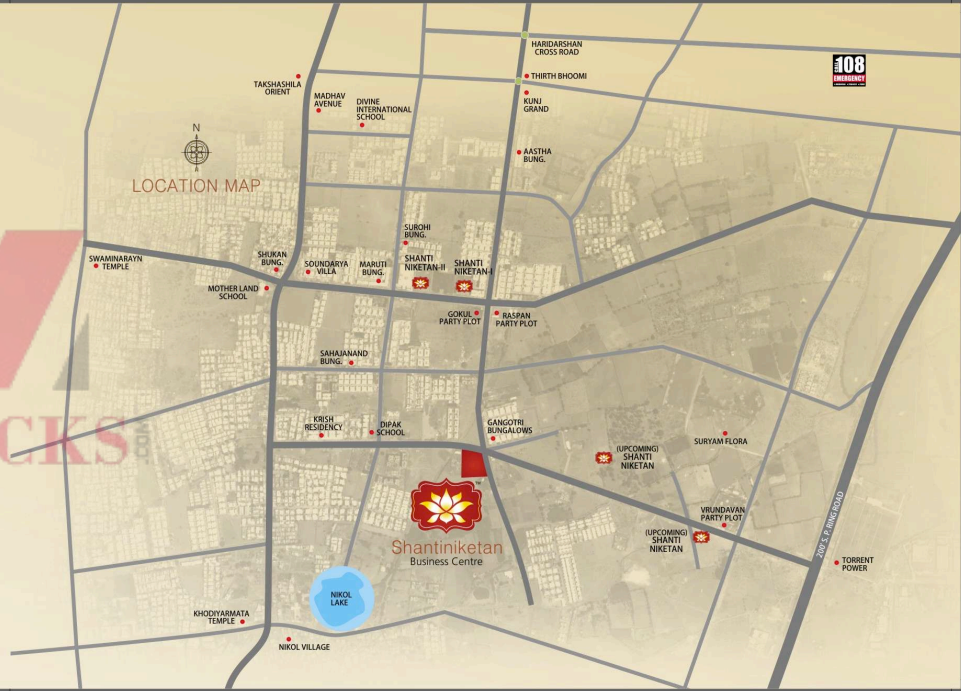 HARIDARSHAN
CROSS ROAD
THIRTH BHOOMI
108
EMERGENCY
TAKSHASHILA
ORIENT
MADHAV
AVENUE
DIVINE
INTERNATIONAL
SCHOOL
KUNJ
GRAND
N
AASTHA
BUNG.
LOCATION MAP
SUROHI
BUNG.
SWAMINARAYN
TEMPLE
SHUKAN
BUNG.
SOUNDARYA
VILLA
MARUTI
BUNG.
SHANTI
NIKETAN-II
SHANTI
NIKETAN-I
MOTHER LAND
SCHOOL
GOKUL
PARTY PLOT
RASPAN
PARTY PLOT
SAHAJANAND
BUNG.
CKS
KRISH
RESIDENCY
DIPAK
SCHOOL
GANGOTRI
BUNGALOWS
SURYAM FLORA
(UPCOMING)
SHANTI
NIKETAN
VRUNDAVAN
PARTY PLOT
(UPCOMING)
SHANTI
NIKETAN
200' S. P. RING ROAD
Shantiniketan
Business Centre
TORRENT
POWER
NIKOL
LAKE
KHODIYARMATA
TEMPLE
NIKOL VILLAGE